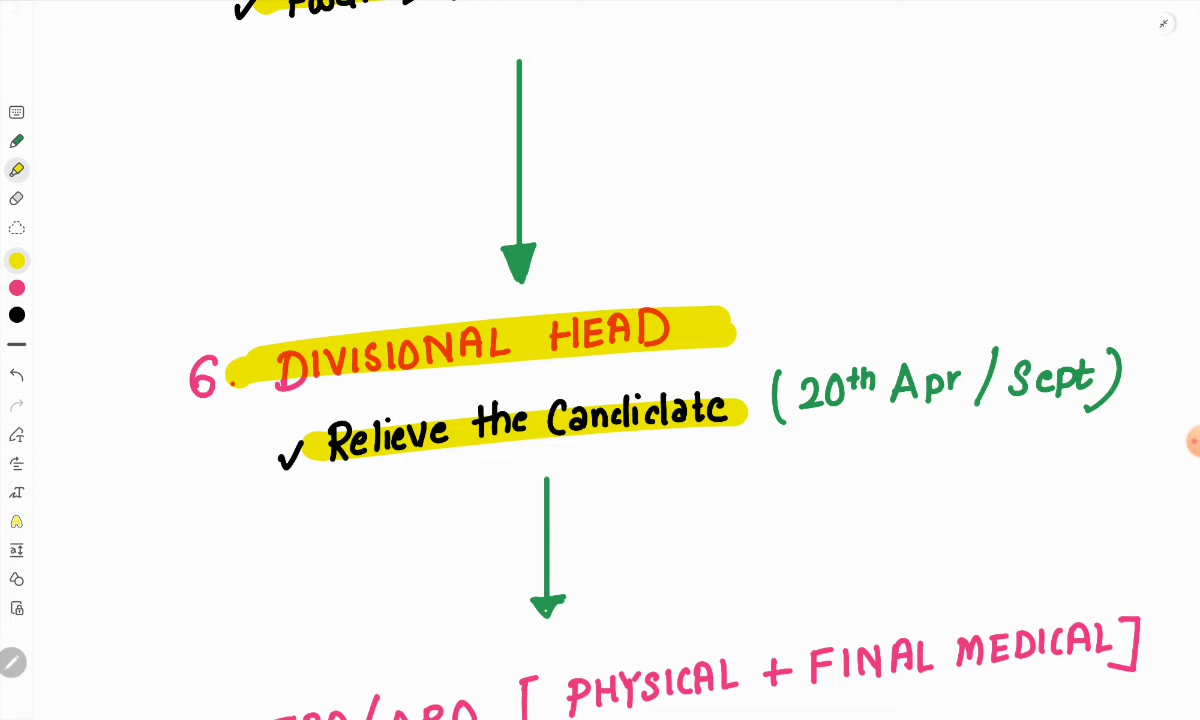 6. DIVISIONAL HEAD
✓ Relieve the Candidate (20th Apr / Sept)
[ PHYSICAL + FINAL MEDICAL]